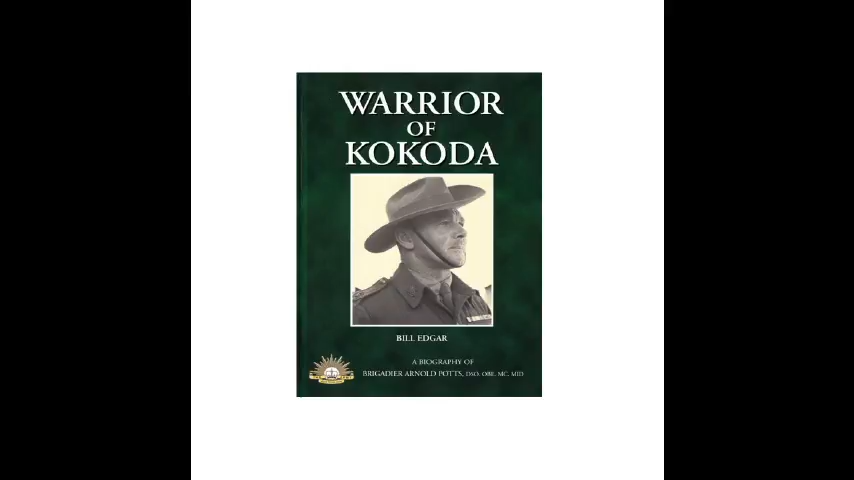 WARRIOR
OF
KOKODA
BILL EDGAR
A BIOGRAPHY OF
BRIGADIER ARNOLD POTTS, DSO, OBE, MC, MID